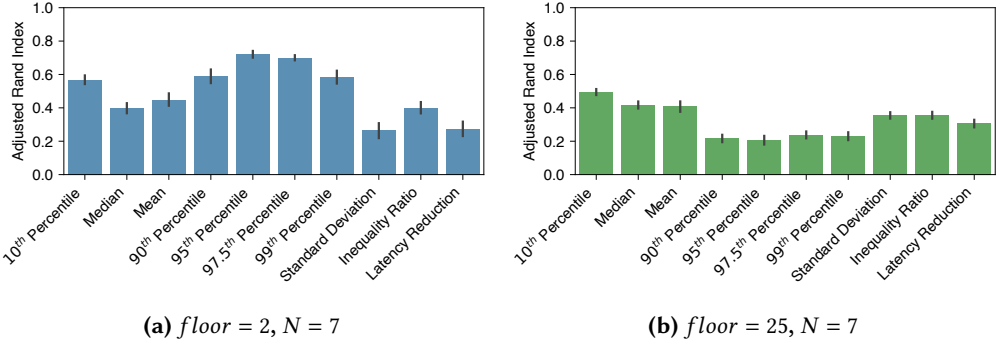 Adjusted Rand Index
1.0
0.8
0.6
0.4
0.2
0.0
10th Percentile
Median
Mean
90th Percentile
95th Percentile
97.5th Percentile
99th Percentile
Standard Deviation
Inequality Ratio
Latency Reduction
(a) floor = 2, N = 7
Adjusted Rand Index
1.0
0.8
0.6
0.4
0.2
0.0
10th Percentile
Median
Mean
90th Percentile
95th Percentile
97.5th Percentile
99th Percentile
Standard Deviation
Inequality Ratio
Latency Reduction
(b) floor = 25, N = 7